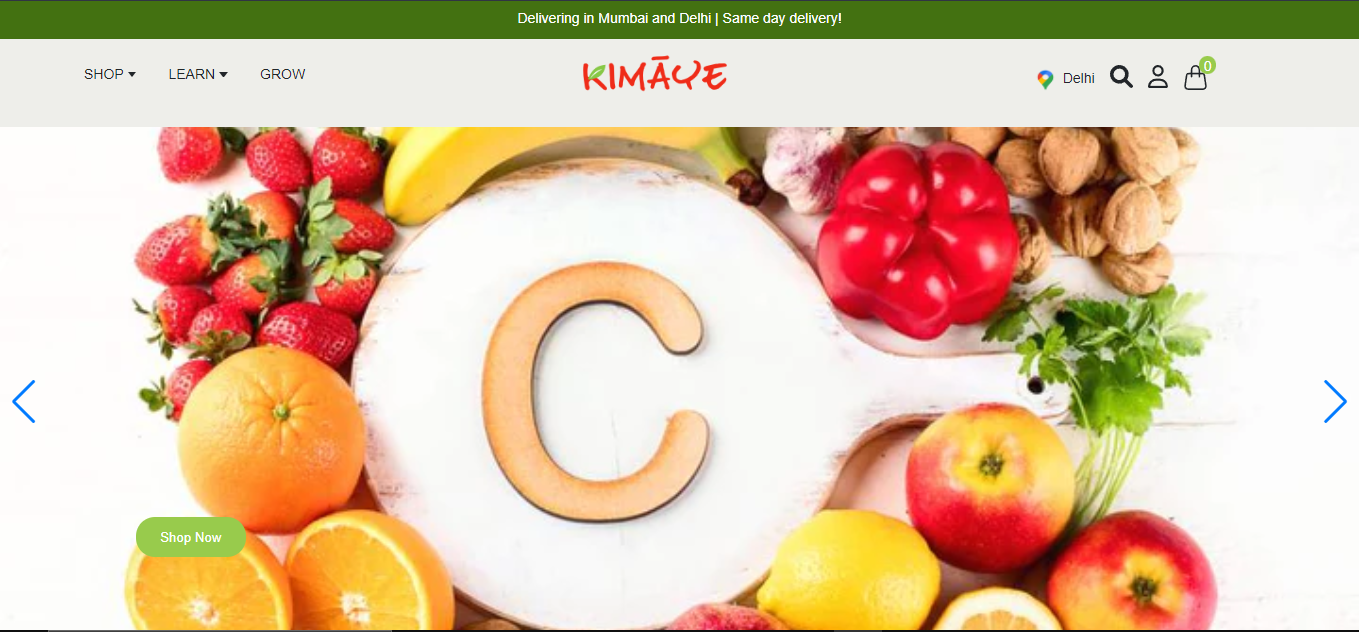 Delivering in Mumbai and Delhi | Same day delivery!
SHOP LEARN GROW
KIMĀYE
Delhi
0
C
Shop Now